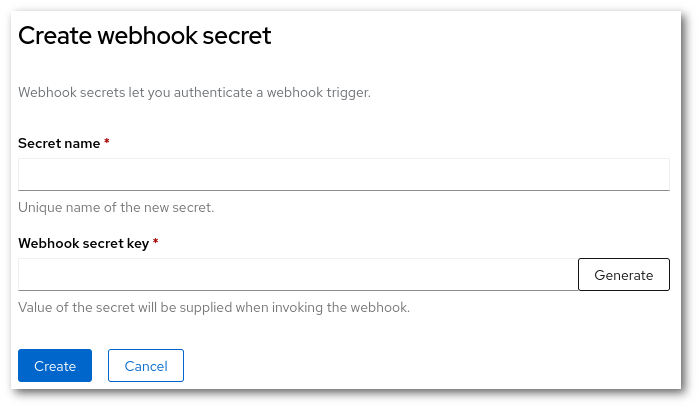 Create webhook secret
Webhook secrets let you authenticate a webhook trigger.
Secret name *
Unique name of the new secret.
Webhook secret key *
Generate
Value of the secret will be supplied when invoking the webhook.
Create
Cancel